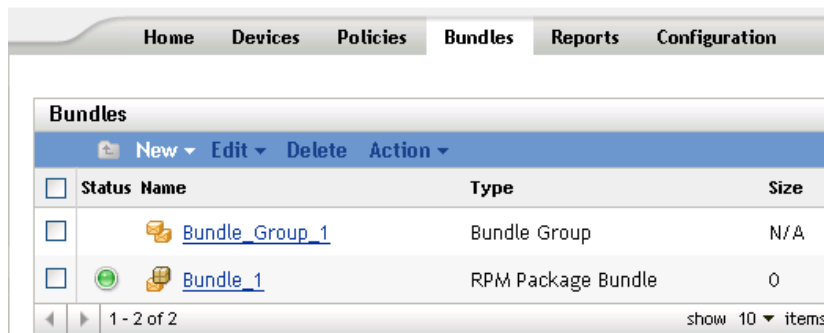 Home Devices Policies Bundles Reports Configuration
Bundles
New Edit Delete Action
Status Name Type Size
Bundle_Group_1 Bundle Group N/A
Bundle_1 RPM Package Bundle 0
1 - 2 of 2 show 10 items